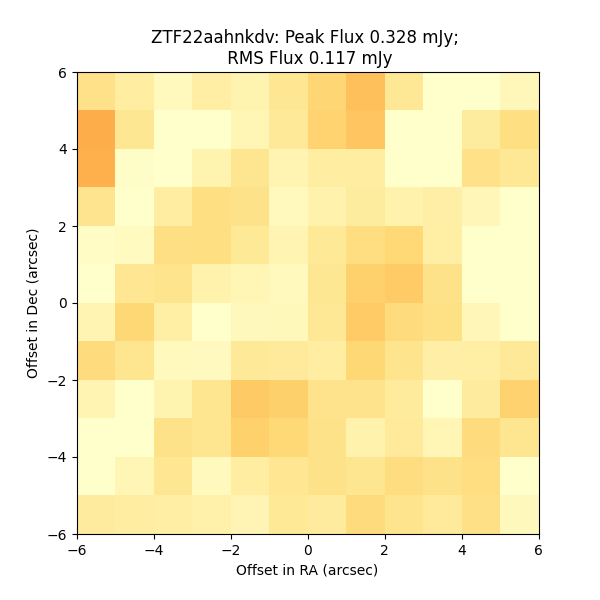 ZTF22aahnkdv: Peak Flux 0.328 mJy;
RMS Flux 0.117 mJy
6
4
2
0
−2
−4
−6
Offset in Dec (arcsec)
−6 −4 −2 0 2 4 6
Offset in RA (arcsec)